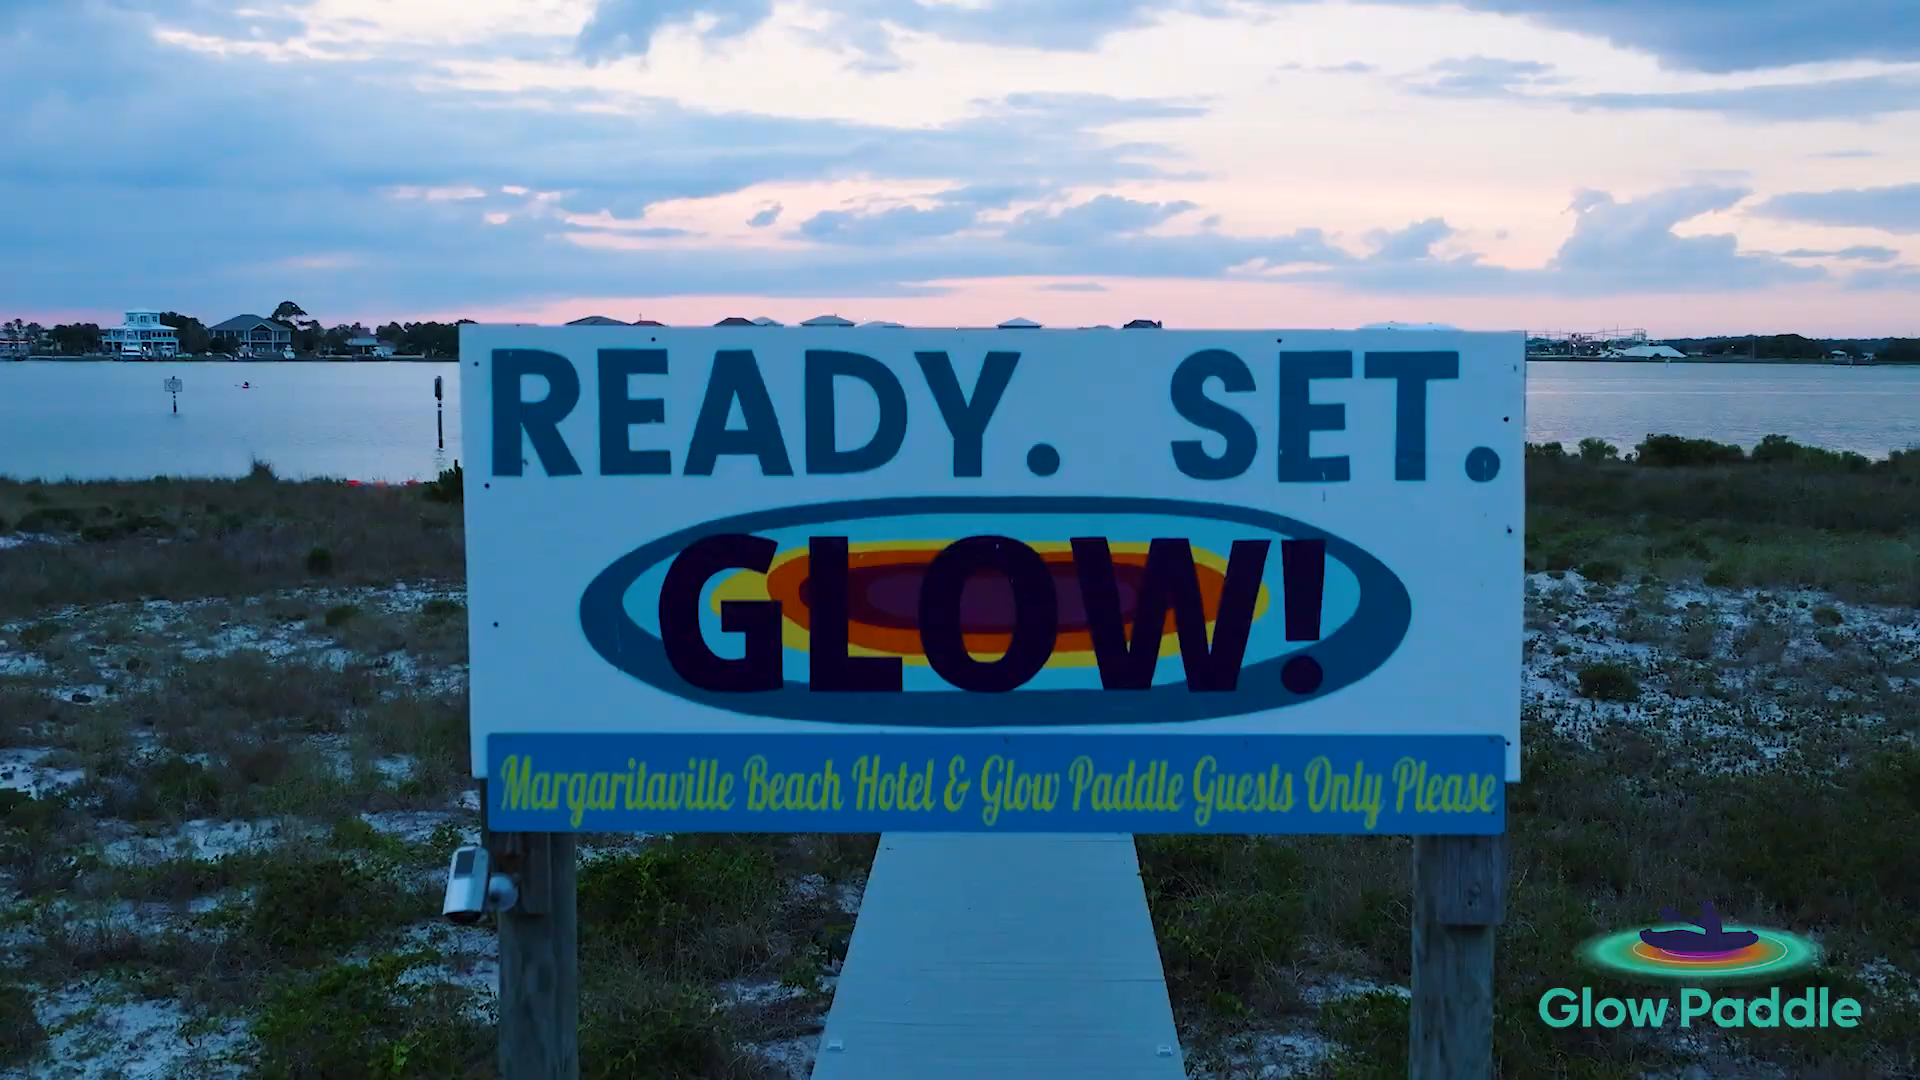 READY. SET.
GLOW!
Margaritaville Beach Hotel & Glow Paddle Guests Only Please
Glow Paddle